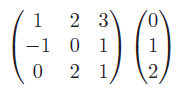 ( 1 2 3 ) ( 0 )
( -1 0 1 ) ( 1 )
( 0 2 1 ) ( 2 )